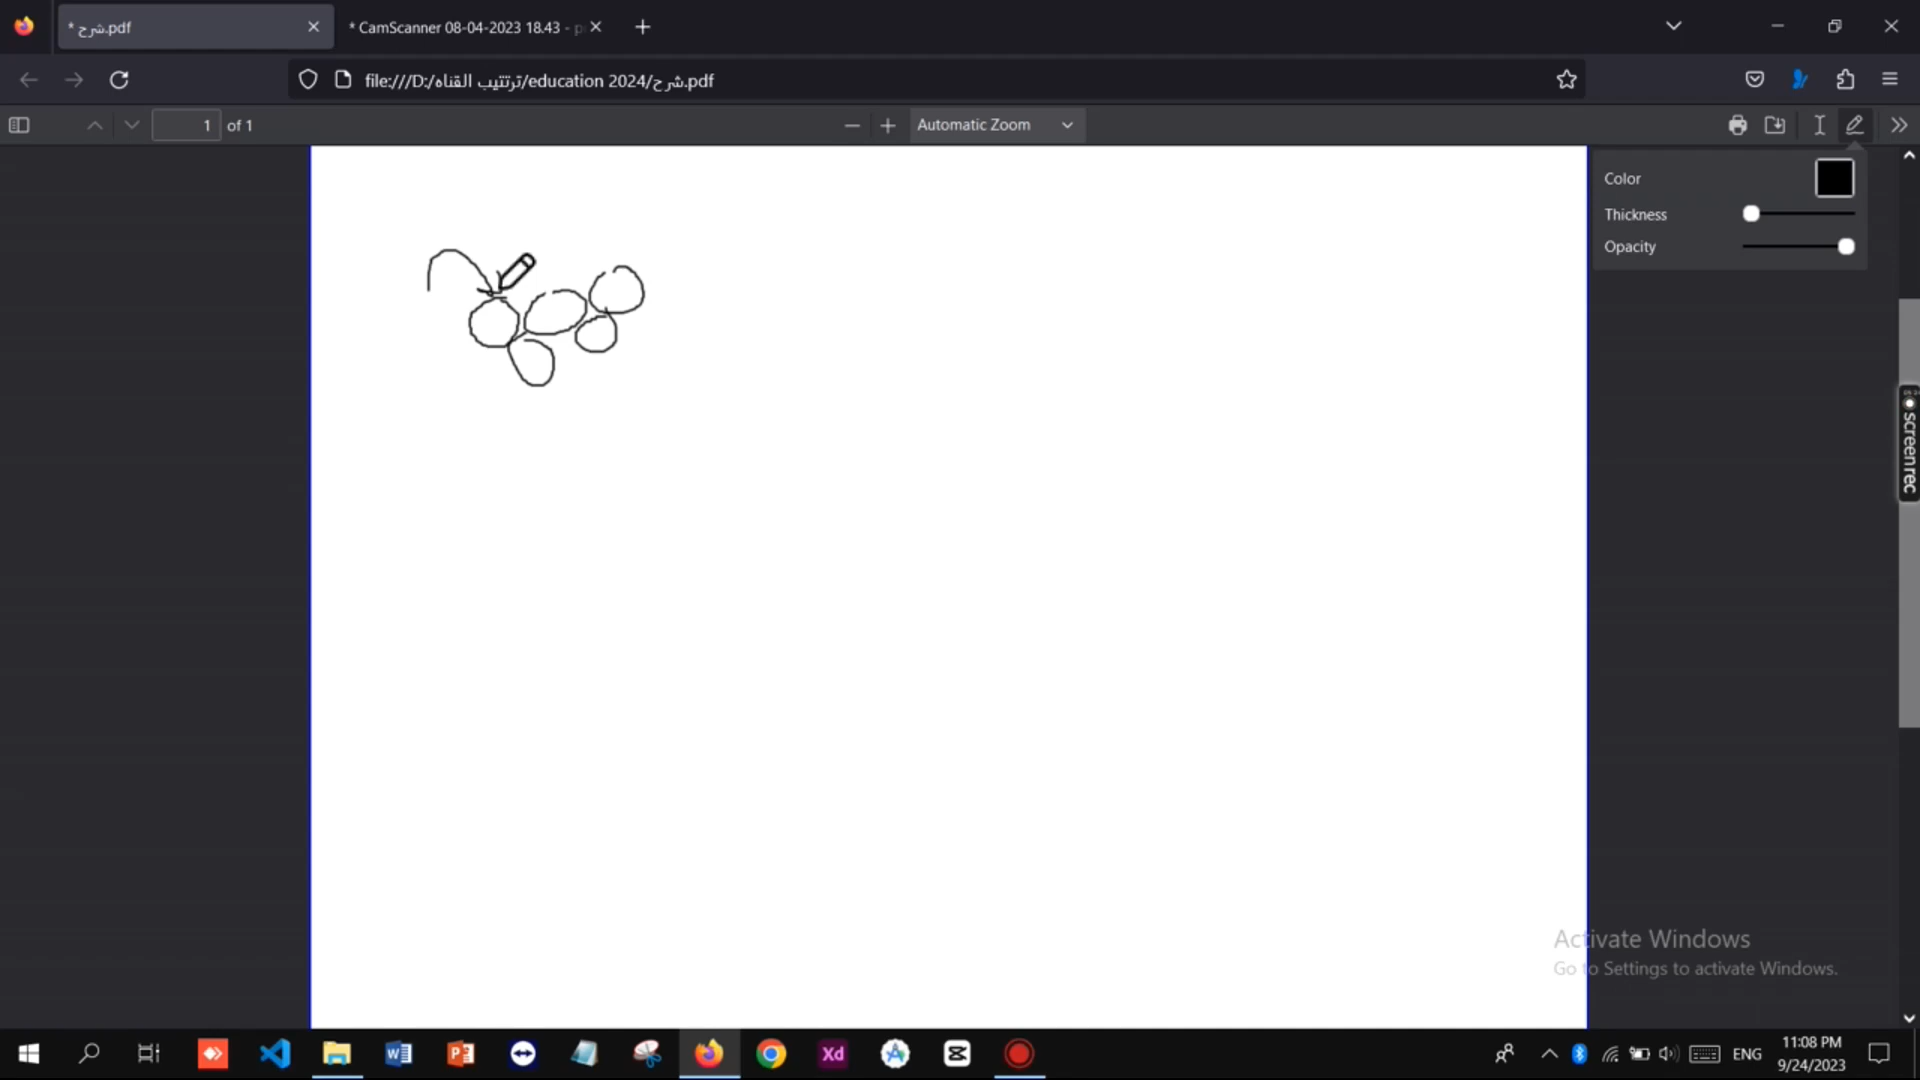 * شرح.pdf
* CamScanner 08-04-2023 18.43 - p
file:///D:/ترتتيب القناه/education 2024/شرح.pdf
1 of 1
Automatic Zoom
Color
Thickness
Opacity
screenrec
Activate Windows
Go to Settings to activate Windows.
Xd
ENG
11:08 PM
9/24/2023